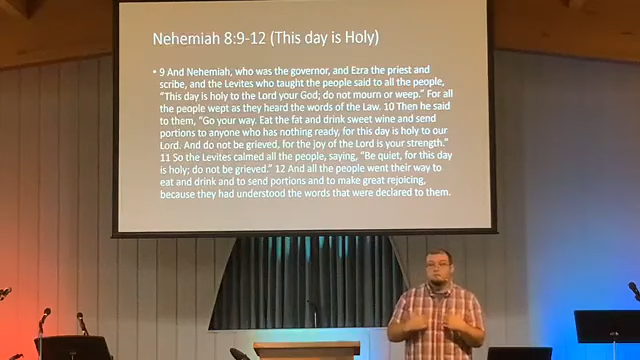 Nehemiah 8:9-12 (This day is Holy)
• 9 And Nehemiah, who was the governor, and Ezra the priest and
scribe, and the Levites who taught the people said to all the people,
“This day is holy to the Lord your God; do not mourn or weep.” For all
the people wept as they heard the words of the Law. 10 Then he said
to them, “Go your way. Eat the fat and drink sweet wine and send
portions to anyone who has nothing ready, for this day is holy to our
Lord. And do not be grieved, for the joy of the Lord is your strength.”
11 So the Levites calmed all the people, saying, “Be quiet, for this day
is holy; do not be grieved.” 12 And all the people went their way to
eat and drink and to send portions and to make great rejoicing,
because they had understood the words that were declared to them.